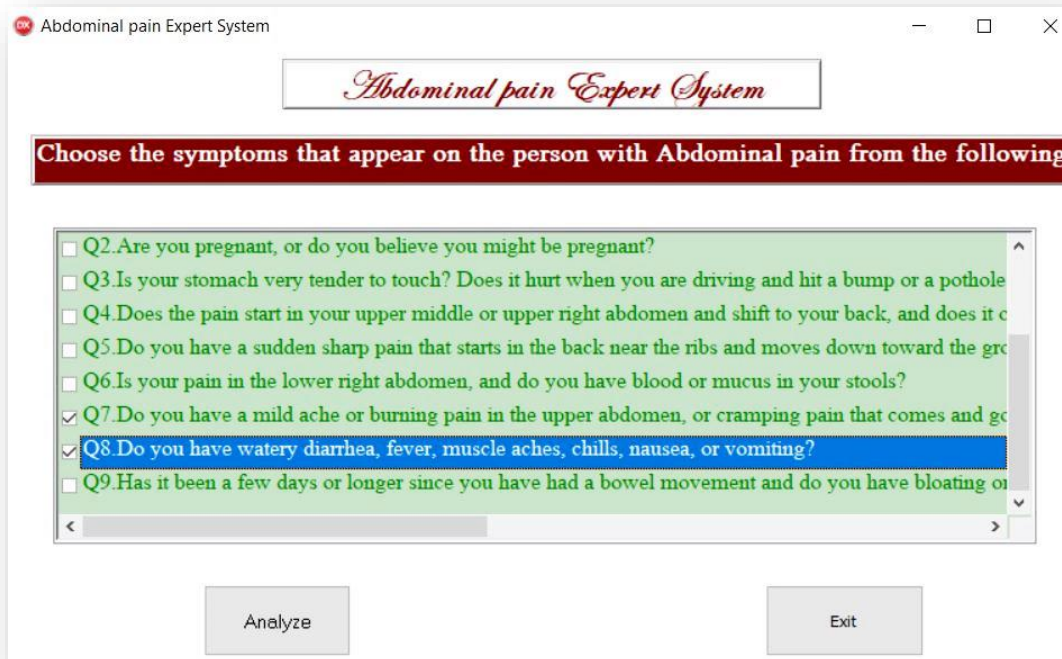 DX Abdominal pain Expert System
Abdominal pain Expert System
Choose the symptoms that appear on the person with Abdominal pain from the following
Q2.Are you pregnant, or do you believe you might be pregnant?
Q3.Is your stomach very tender to touch? Does it hurt when you are driving and hit a bump or a pothole
Q4.Does the pain start in your upper middle or upper right abdomen and shift to your back, and does it
Q5.Do you have a sudden sharp pain that starts in the back near the ribs and moves down toward the
Q6.Is your pain in the lower right abdomen, and do you have blood or mucus in your stools?
Q7.Do you have a mild ache or burning pain in the upper abdomen, or cramping pain that comes and
Q8.Do you have watery diarrhea, fever, muscle aches, chills, nausea, or vomiting?
Q9.Has it been a few days or longer since you have had a bowel movement and do you have bloating
Analyze
Exit